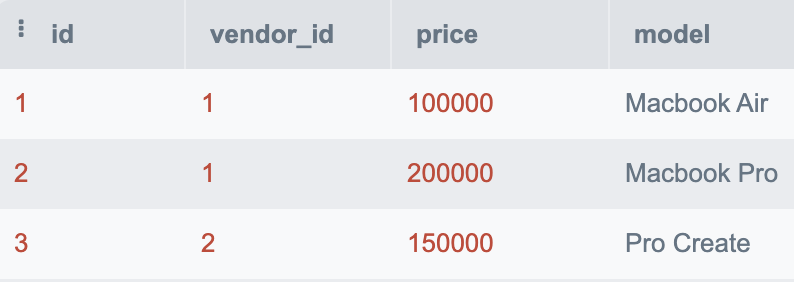 id vendor_id price model
1 1 100000 Macbook Air
2 1 200000 Macbook Pro
3 2 150000 Pro Create